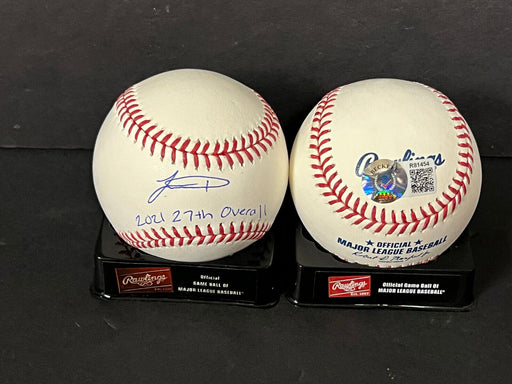 2021 27th Overall
Rawlings
Official
GAME BALL OF
MAJOR LEAGUE BASEBALL
BECKETT
R81454
Rawlings
OFFICIAL
MAJOR LEAGUE BASEBALL
Rawlings
Official Game Ball Of
MAJOR LEAGUE BASEBALL